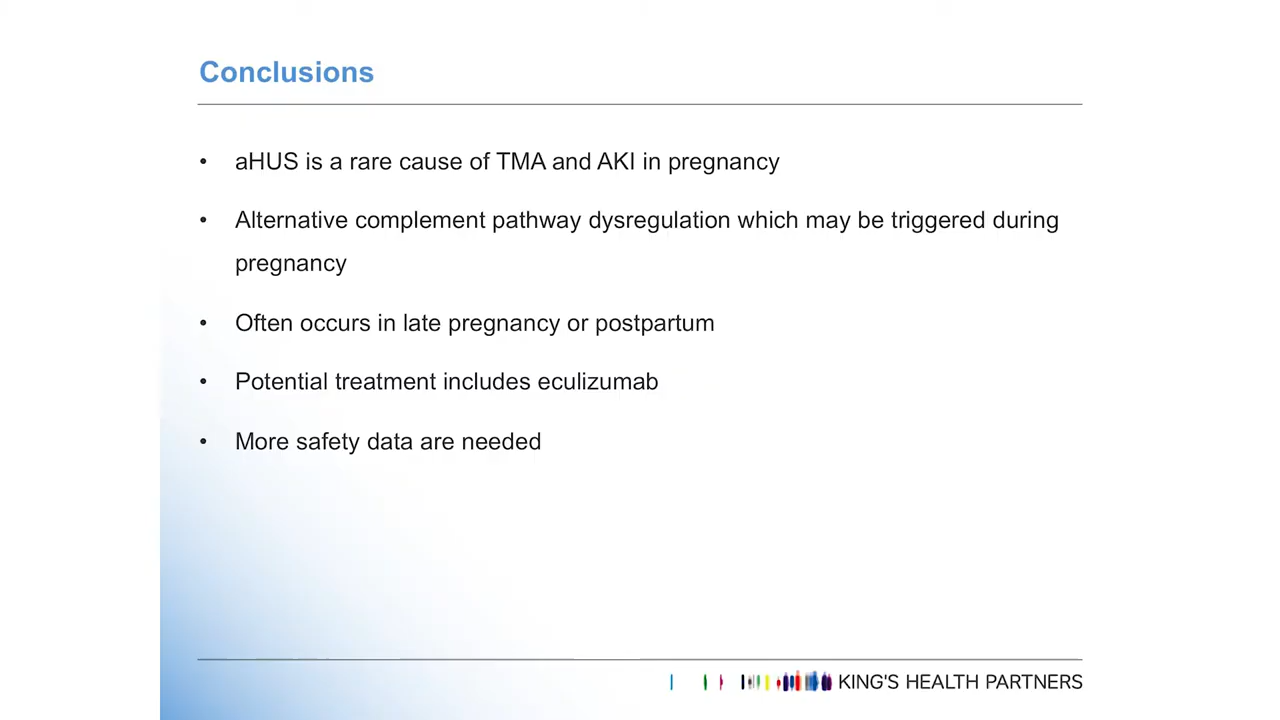 Conclusions
• aHUS is a rare cause of TMA and AKI in pregnancy
• Alternative complement pathway dysregulation which may be triggered during
pregnancy
• Often occurs in late pregnancy or postpartum
• Potential treatment includes eculizumab
• More safety data are needed
KING'S HEALTH PARTNERS